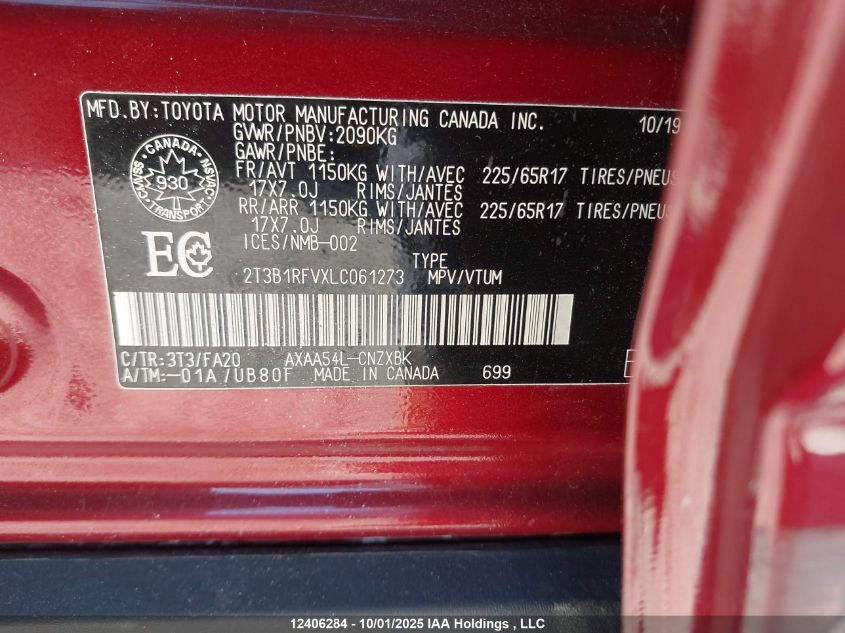 MFD.BY:TOYOTA MOTOR MANUFACTURING CANADA INC. 10/19
GVWR/PNBV:2090KG
GAWR/PNBE:
FR/AVT 1150KG WITH/AVEC 225/65R17 TIRES/PNEUS
17X7.0J RIMS/JANTES
RR/ARR 1150KG WITH/AVEC 225/65R17 TIRES/PNEUS
17X7.0J RIMS/JANTES
ICES/NMB-002
CANADA
CMVSS NSVAC
930
TRANSPORT
EC
TYPE
2T3B1RFVXLC061273 MPV/VTUM
C/TR:3T3/FA20 AXAA54L-CNZXBK
A/TM:-01A/UB80F MADE IN CANADA 699
12406284 - 10/01/2025 IAA Holdings, LLC